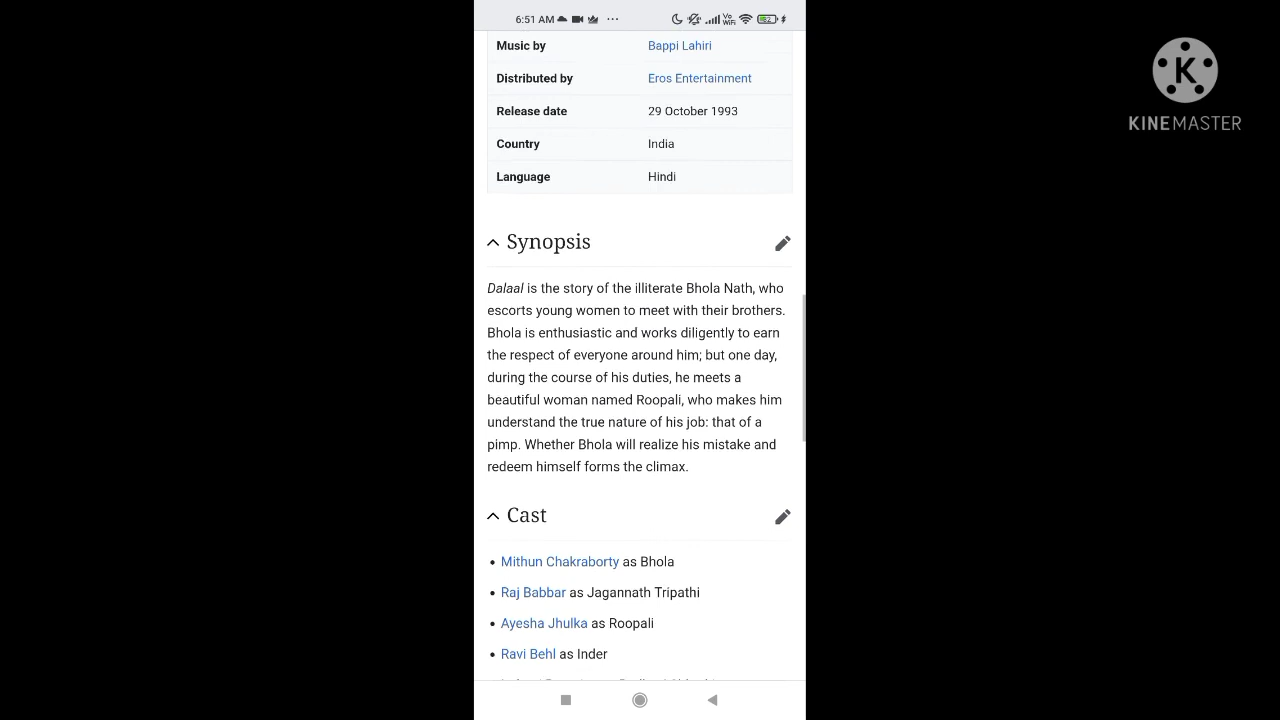 6:51 AM ...
Vo WiFi 62
Music by Bappi Lahiri
Distributed by Eros Entertainment
Release date 29 October 1993
Country India
Language Hindi
Synopsis
Dalaal is the story of the illiterate Bhola Nath, who
escorts young women to meet with their brothers.
Bhola is enthusiastic and works diligently to earn
the respect of everyone around him; but one day,
during the course of his duties, he meets a
beautiful woman named Roopali, who makes him
understand the true nature of his job: that of a
pimp. Whether Bhola will realize his mistake and
redeem himself forms the climax.
Cast
• Mithun Chakraborty as Bhola
• Raj Babbar as Jagannath Tripathi
• Ayesha Jhulka as Roopali
• Ravi Behl as Inder
K
KINEMASTER